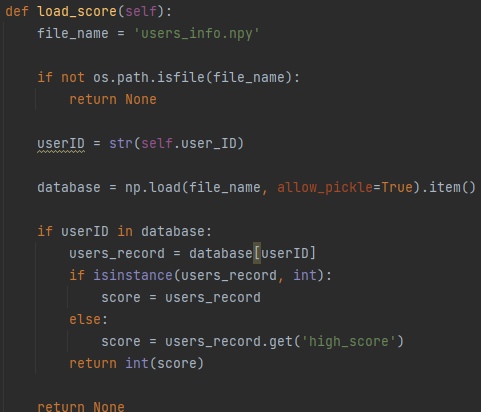 def load_score(self):
    file_name = 'users_info.npy'

    if not os.path.isfile(file_name):
        return None

    userID = str(self.user_ID)

    database = np.load(file_name, allow_pickle=True).item()

    if userID in database:
        users_record = database[userID]
        if isinstance(users_record, int):
            score = users_record
        else:
            score = users_record.get('high_score')
        return int(score)

    return None